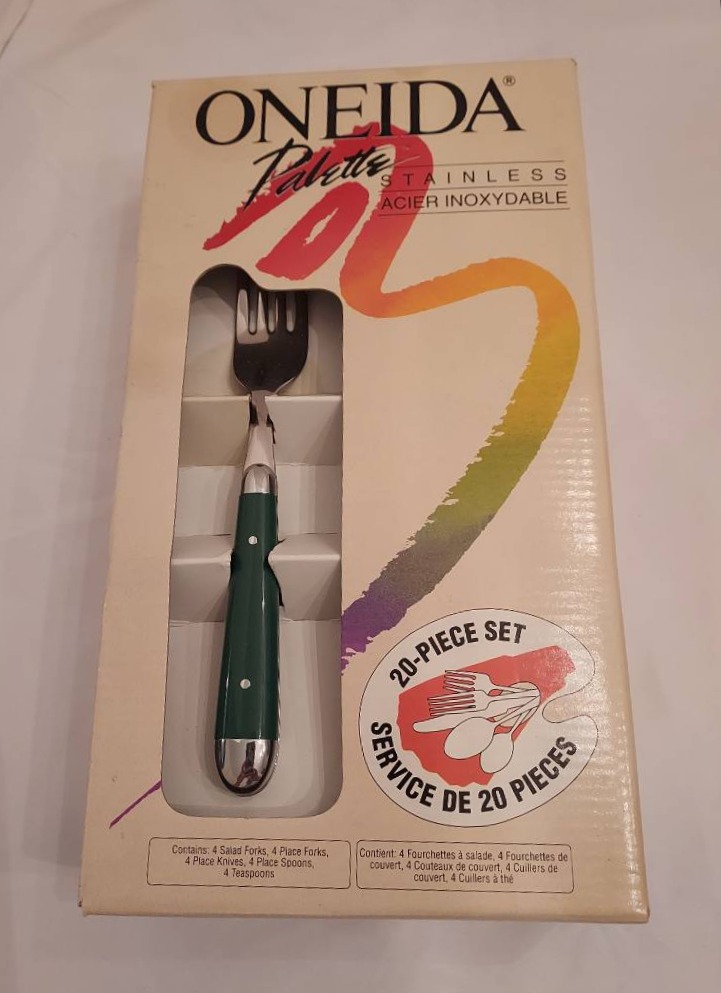 ONEIDA®
Palette
STAINLESS
ACIER INOXYDABLE
20-PIECE SET
SERVICE DE 20 PIECES
Contains: 4 Salad Forks, 4 Place Forks,
4 Place Knives, 4 Place Spoons,
4 Teaspoons
Contient: 4 Fourchettes à salade, 4 Fourchettes de
couvert, 4 Couteaux de couvert, 4 Cuillers de
couvert, 4 Cuillers à thé